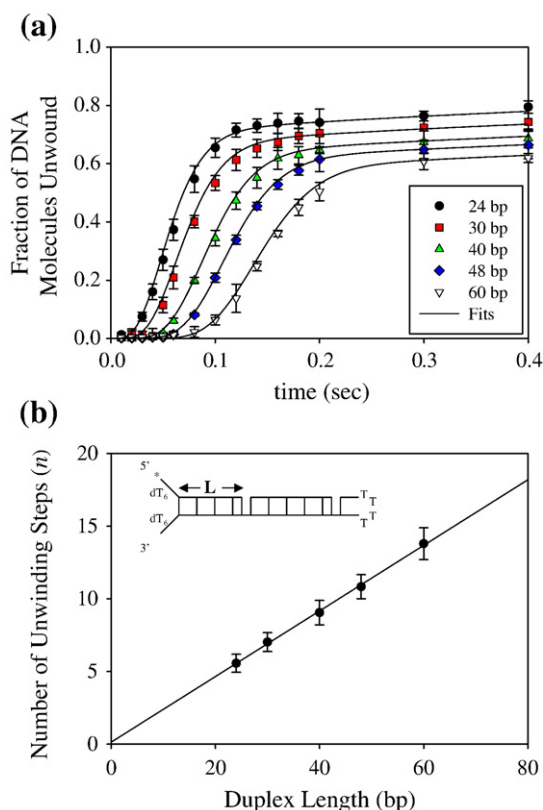 (a)
Fraction of DNA
Molecules Unwound
1.0
0.8
0.6
0.4
0.2
0.0
24 bp
30 bp
40 bp
48 bp
60 bp
Fits
0.0 0.1 0.2 0.3 0.4
time (sec)
(b)
Number of Unwinding Steps (n)
20
15
10
5
0
5'
*
dT6
L
dT6
3'
T
T
T
T
0 20 40 60 80
Duplex Length (bp)